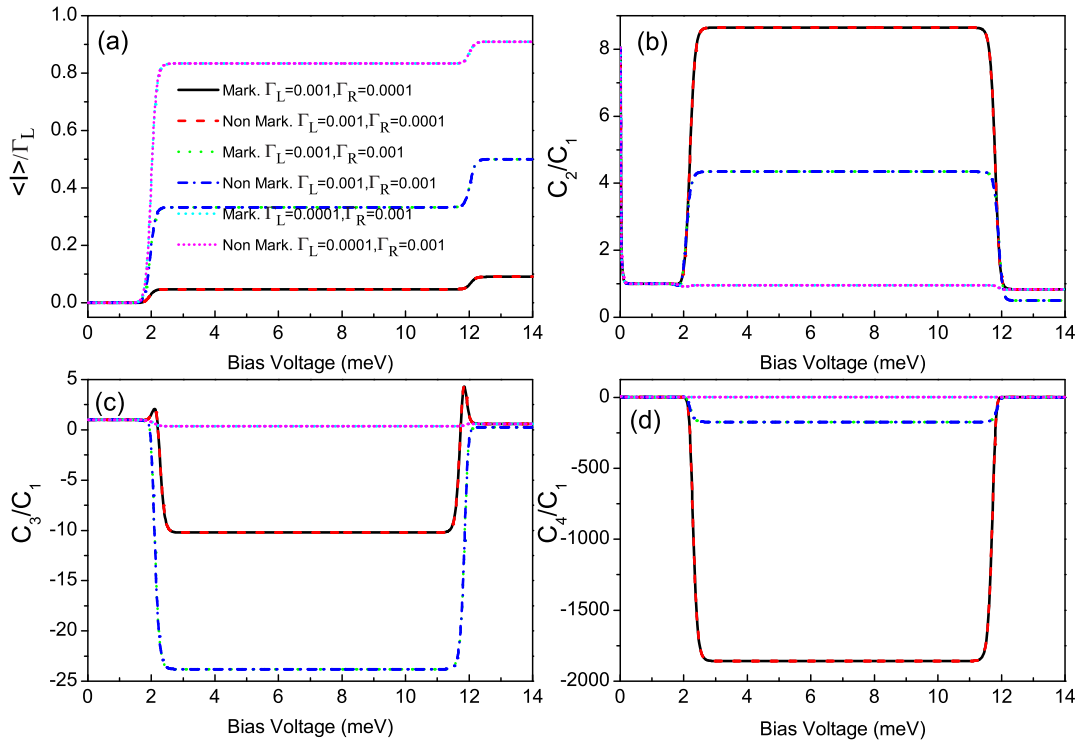 (a)
1.0
0.8
0.6
0.4
0.2
0.0
<I>/Γ_L
Mark. Γ_L=0.001,Γ_R=0.0001
Non Mark. Γ_L=0.001,Γ_R=0.0001
Mark. Γ_L=0.001,Γ_R=0.001
Non Mark. Γ_L=0.001,Γ_R=0.001
Mark. Γ_L=0.0001,Γ_R=0.001
Non Mark. Γ_L=0.0001,Γ_R=0.001
0 2 4 6 8 10 12 14
Bias Voltage (meV)
(b)
8
4
0
C_2/C_1
0 2 4 6 8 10 12 14
Bias Voltage (meV)
(c)
5
0
-5
-10
-15
-20
-25
C_3/C_1
0 2 4 6 8 10 12 14
Bias Voltage (meV)
(d)
0
-500
-1000
-1500
-2000
C_4/C_1
0 2 4 6 8 10 12 14
Bias Voltage (meV)